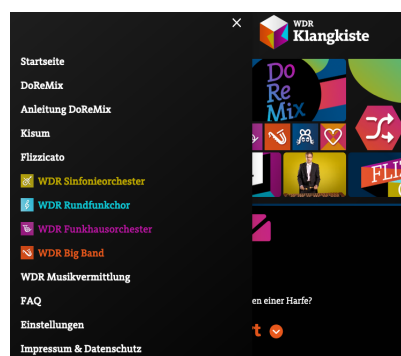 WDR
Klangkiste
Startseite
DoReMix
Anleitung DoReMix
Kisum
Flizzicato
WDR Sinfonieorchester
WDR Rundfunkchor
WDR Funkhausorchester
WDR Big Band
WDR Musikvermittlung
FAQ
Einstellungen
Impressum & Datenschutz
Do
Re
Mix
FLIZ
en einer Harfe?